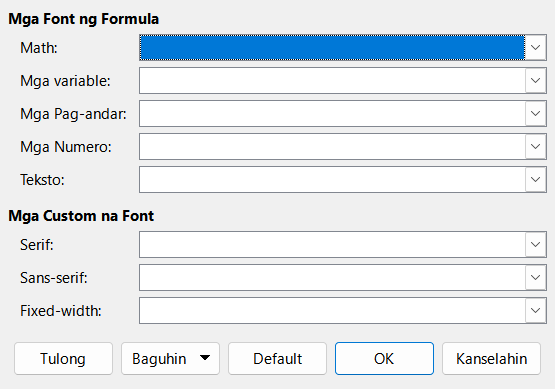 Mga Font ng Formula
Math:
Mga variable:
Mga Pag-andar:
Mga Numero:
Teksto:
Mga Custom na Font
Serif:
Sans-serif:
Fixed-width:
Tulong Baguhin Default OK Kanselahin